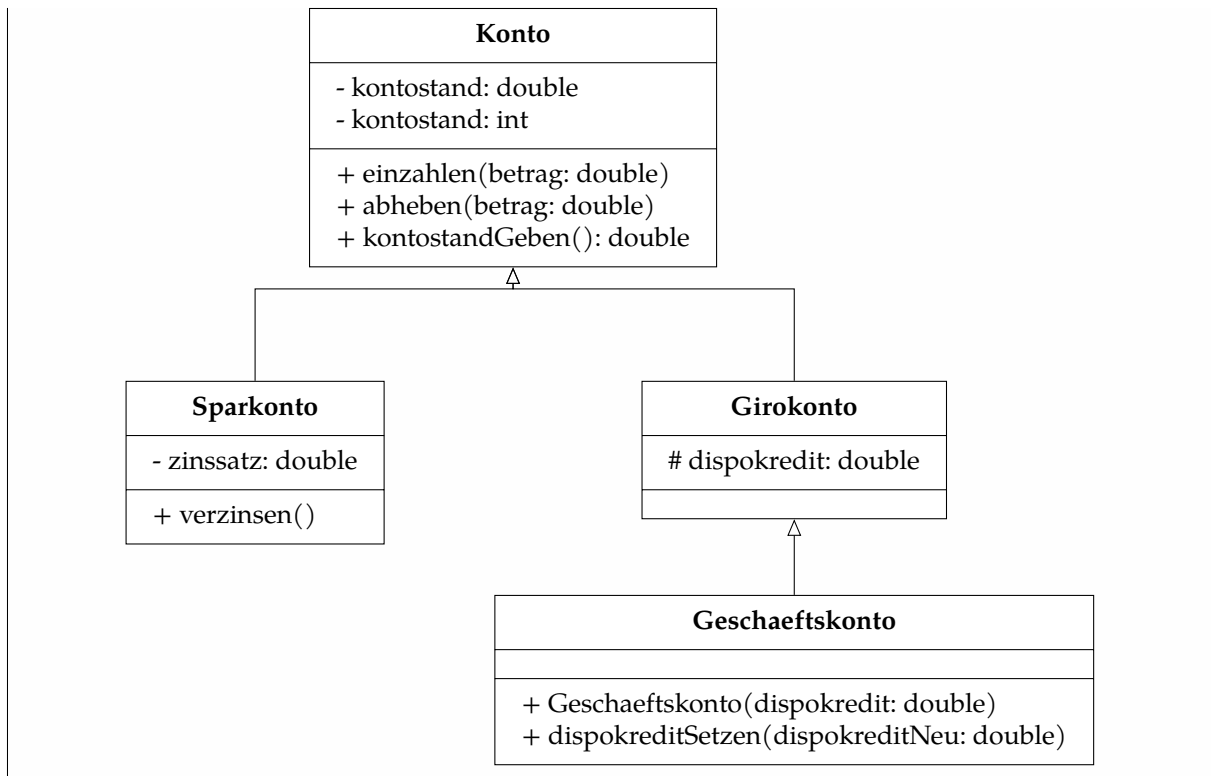 Konto
- kontostand: double
- kontostand: int
+ einzahlen(betrag: double)
+ abheben(betrag: double)
+ kontostandGeben(): double
Sparkonto
- zinssatz: double
+ verzinsen()
Girokonto
# dispokredit: double
Geschaeftskonto
+ Geschaeftskonto(dispokredit: double)
+ dispokreditSetzen(dispokreditNeu: double)